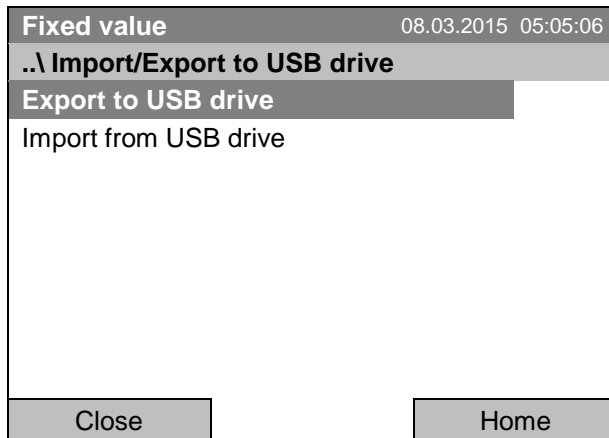 Fixed value 08.03.2015 05:05:06
..\ Import/Export to USB drive
Export to USB drive
Import from USB drive
Close Home